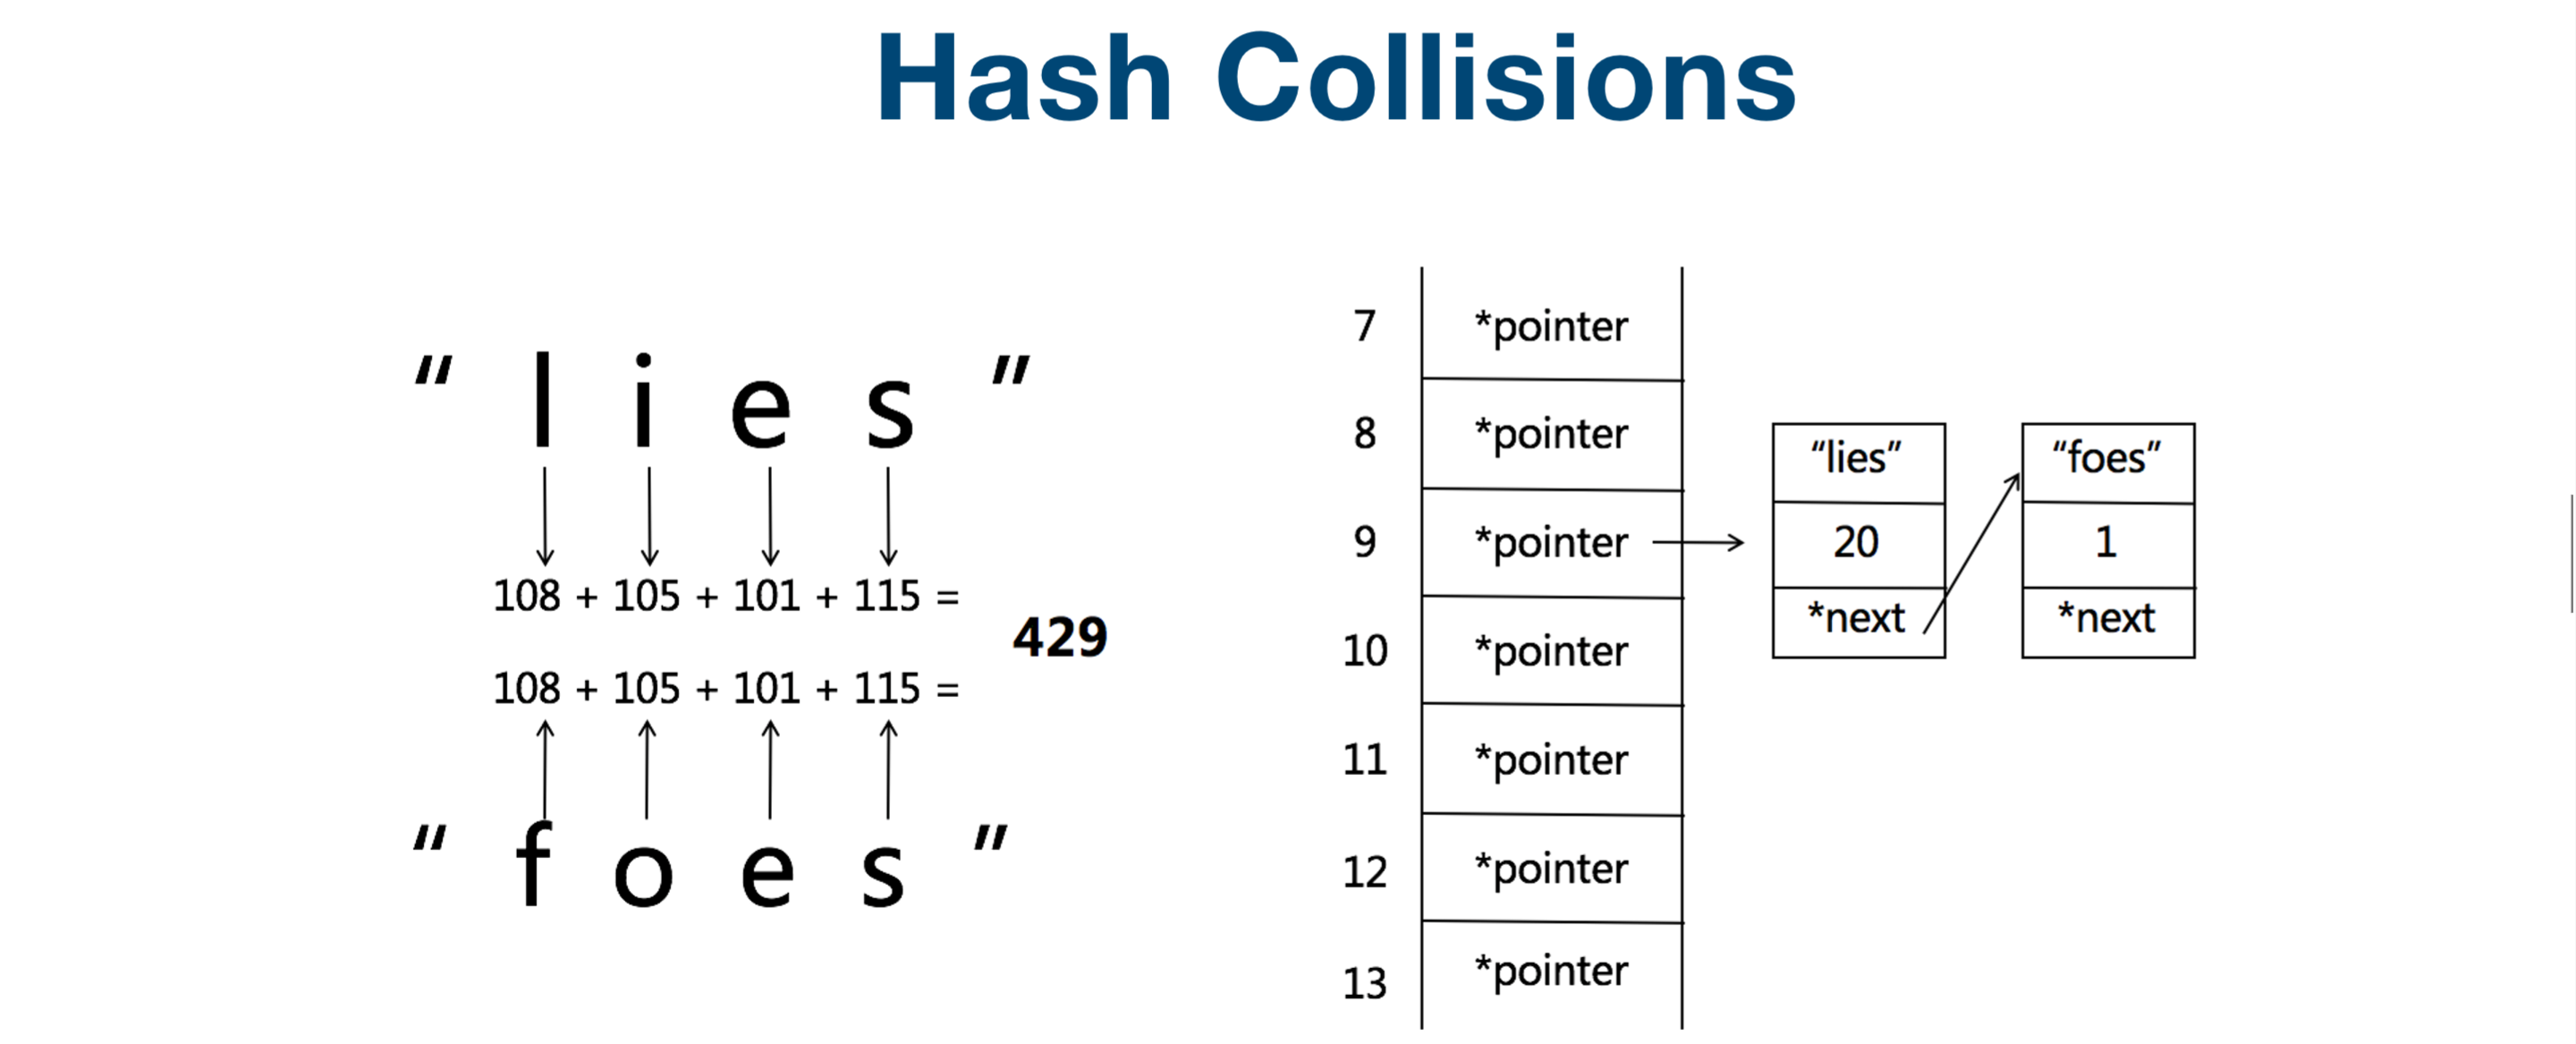 Hash Collisions
“ l i e s ”
108 + 105 + 101 + 115 =
429
108 + 105 + 101 + 115 =
“ f o e s ”
7 *pointer
8 *pointer
9 *pointer
10 *pointer
11 *pointer
12 *pointer
13 *pointer
“lies”
20
*next
“foes”
1
*next